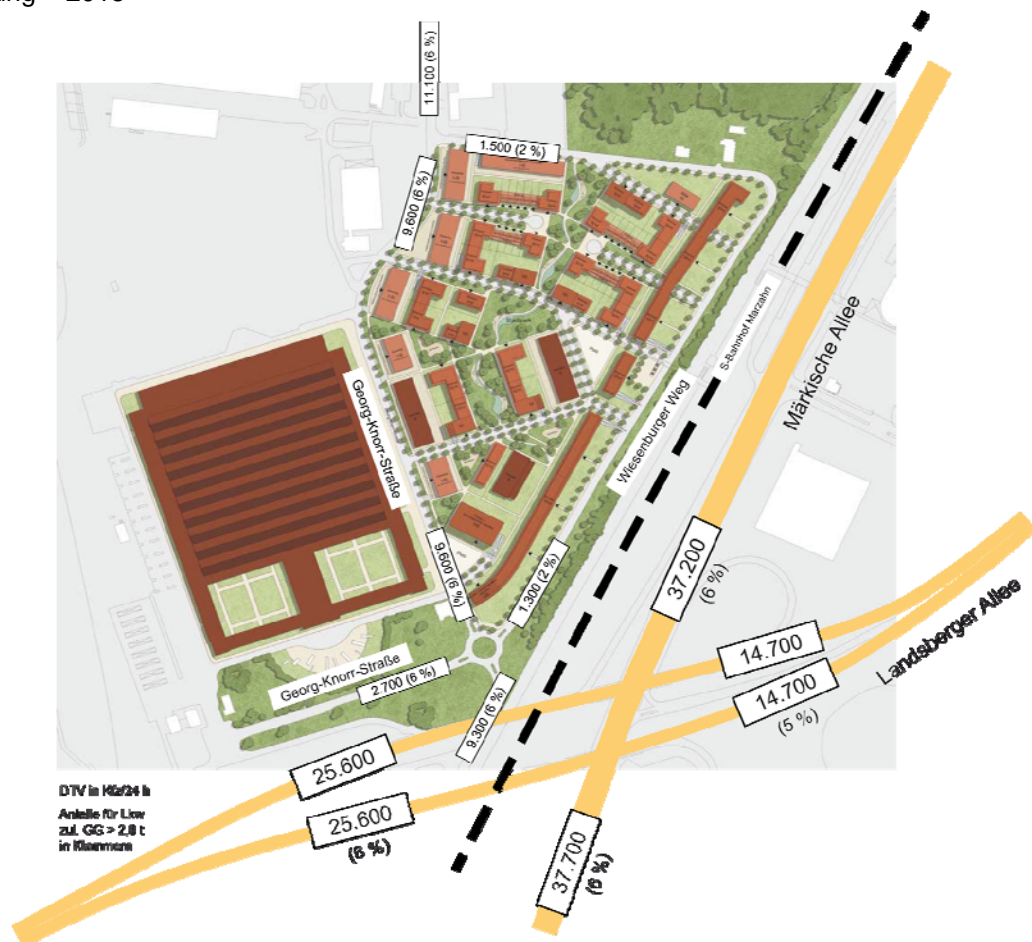 2018
11.100 (6 %)
1.500 (2 %)
9.600 (6 %)
S-Bahnhof Marzahn
Märkische Allee
Georg-Knorr-Straße
Wiesenburger Weg
9.600 (6 %)
1.300 (2 %)
37.200
(6 %)
14.700
14.700
(5 %)
Landsberger Allee
Georg-Knorr-Straße
2.700 (6 %)
9.300 (6 %)
25.600
25.600
(6 %)
37.700
(6 %)
DTV in Kfz/24 h
Anteile für Lkw
zul. GG > 2,8 t
in Klammern